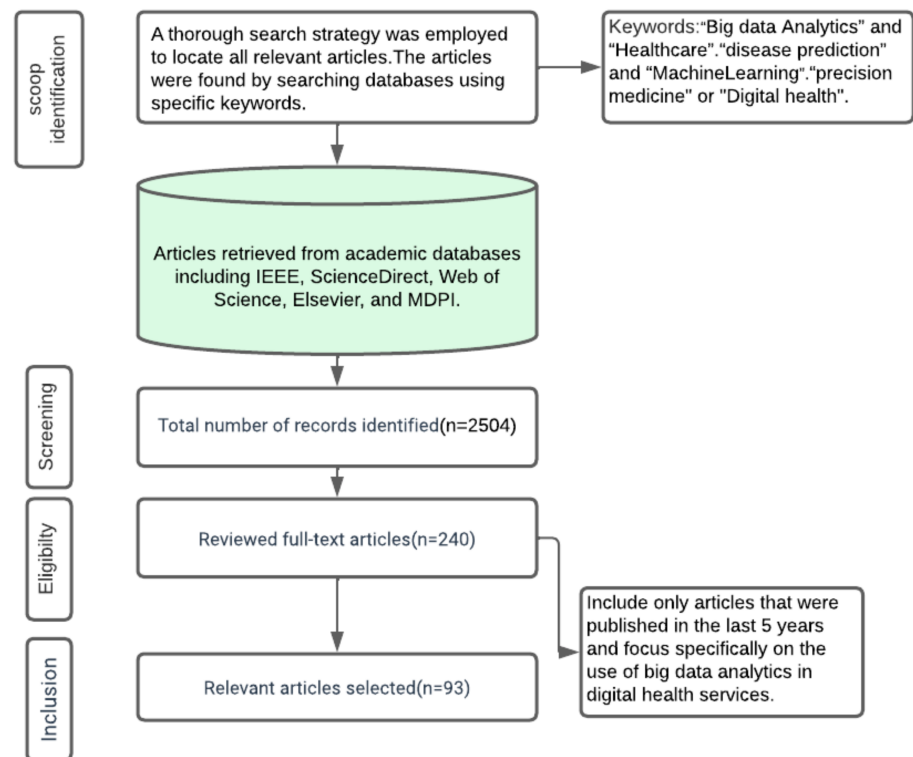 scoop
identification
A thorough search strategy was employed
to locate all relevant articles.The articles
were found by searching databases using
specific keywords.
Keywords:“Big data Analytics” and
“Healthcare”.“disease prediction”
and “MachineLearning”.“precision
medicine" or "Digital health".
Articles retrieved from academic databases
including IEEE, ScienceDirect, Web of
Science, Elsevier, and MDPI.
Screening
Total number of records identified(n=2504)
Eligibilty
Reviewed full-text articles(n=240)
Include only articles that were
published in the last 5 years
and focus specifically on the
use of big data analytics in
digital health services.
Inclusion
Relevant articles selected(n=93)